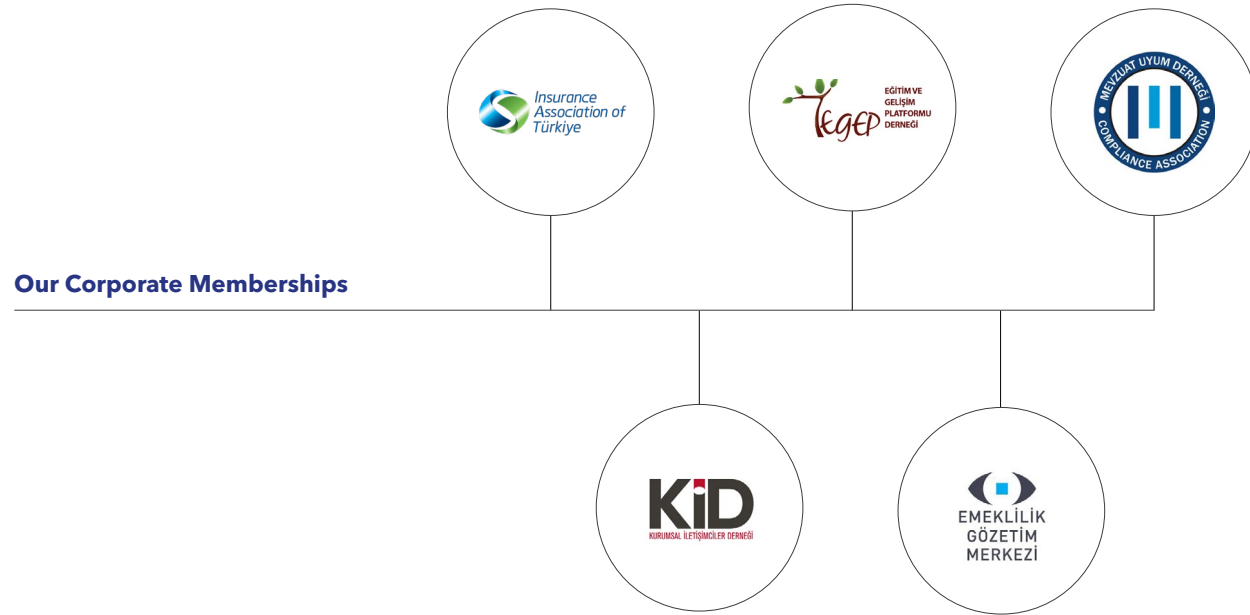 Insurance
Association of
Türkiye
TEGEP
EĞİTİM VE
GELİŞİM
PLATFORMU
DERNEĞİ
MEVZUAT UYUM DERNEĞİ
COMPLIANCE ASSOCIATION
Our Corporate Memberships
KiD
KURUMSAL İLETİŞİMCİLER DERNEĞİ
EMEKLİLİK
GÖZETİM
MERKEZİ